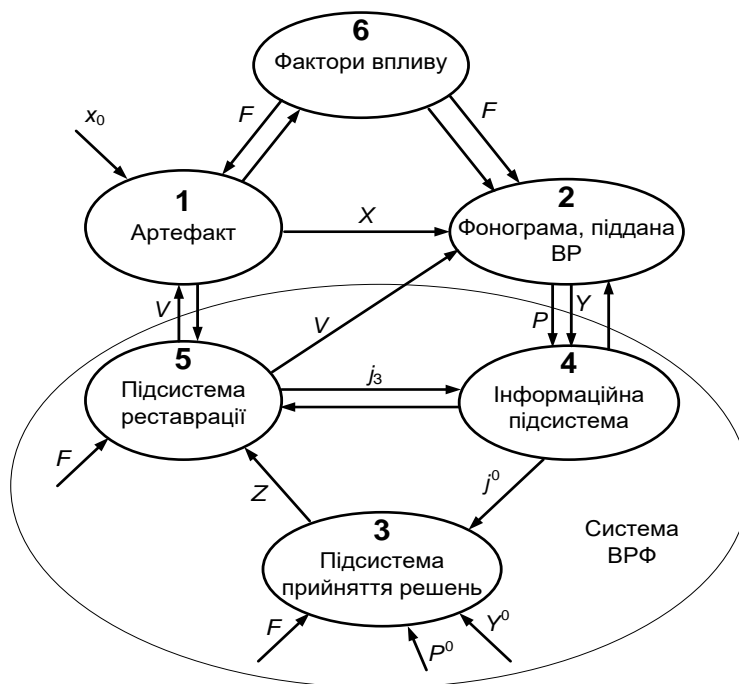 6
Фактори впливу
F
F
x₀
1
Артефакт
X
2
Фонограма, піддана
ВР
V
V
P
Y
5
Підсистема
реставрації
j₃
4
Інформаційна
підсистема
F
Z
j⁰
3
Підсистема
прийняття решень
Система
ВРФ
F
P⁰
Y⁰